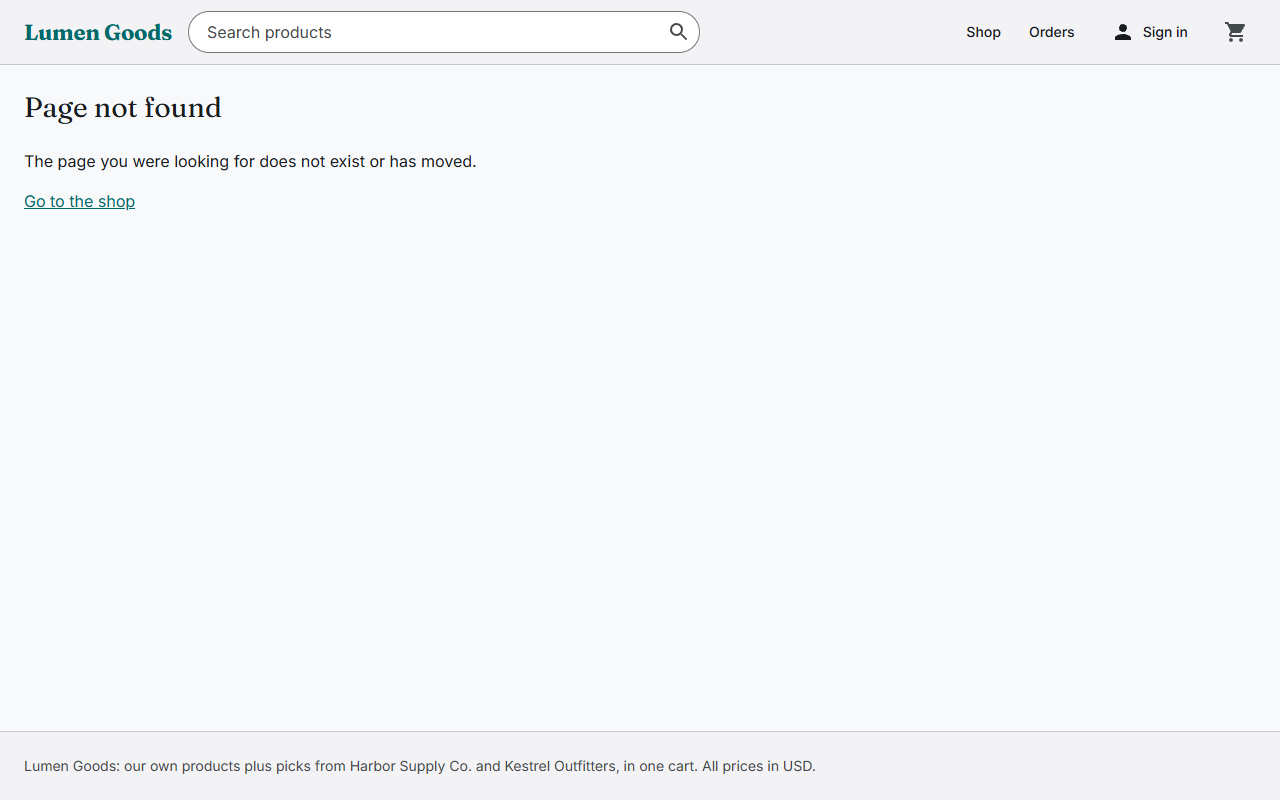 Lumen Goods
Search products
Shop
Orders
Sign in
Page not found
The page you were looking for does not exist or has moved.
Go to the shop
Lumen Goods: our own products plus picks from Harbor Supply Co. and Kestrel Outfitters, in one cart. All prices in USD.